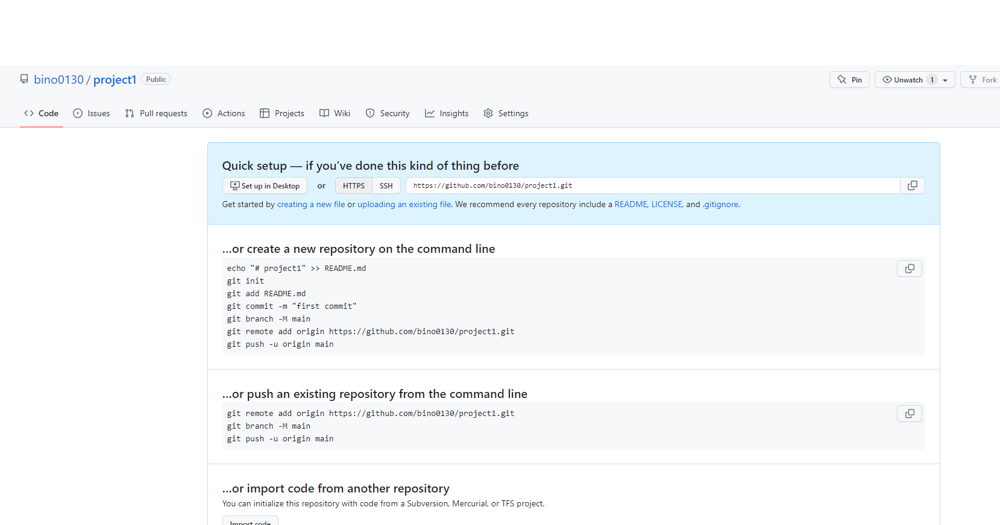 bino0130 / project1 Public
Pin Unwatch 1 Fork
Code Issues Pull requests Actions Projects Wiki Security Insights Settings
Quick setup — if you've done this kind of thing before
Set up in Desktop or HTTPS SSH https://github.com/bino0130/project1.git
Get started by creating a new file or uploading an existing file. We recommend every repository include a README, LICENSE, and .gitignore.
...or create a new repository on the command line
echo "# project1" >> README.md
git init
git add README.md
git commit -m "first commit"
git branch -M main
git remote add origin https://github.com/bino0130/project1.git
git push -u origin main
...or push an existing repository from the command line
git remote add origin https://github.com/bino0130/project1.git
git branch -M main
git push -u origin main
...or import code from another repository
You can initialize this repository with code from a Subversion, Mercurial, or TFS project.
Import code